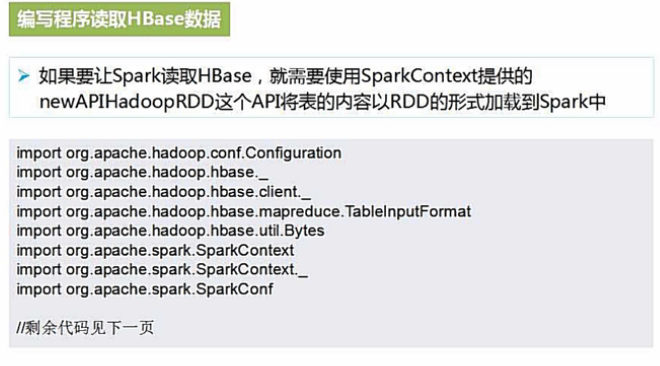 编写程序读取HBase数据
如果要让Spark读取HBase，就需要使用SparkContext提供的
newAPIHadoopRDD这个API将表的内容以RDD的形式加载到Spark中
import org.apache.hadoop.conf.Configuration
import org.apache.hadoop.hbase._
import org.apache.hadoop.hbase.client._
import org.apache.hadoop.hbase.mapreduce.TableInputFormat
import org.apache.hadoop.hbase.util.Bytes
import org.apache.spark.SparkContext
import org.apache.spark.SparkContext._
import org.apache.spark.SparkConf
//剩余代码见下一页